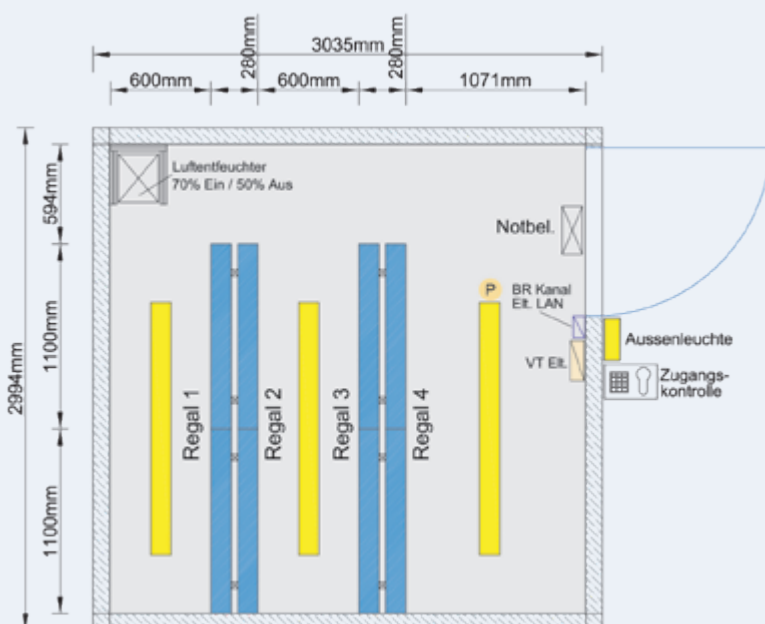 3035mm
280mm
280mm
600mm
600mm
1071mm
594mm
Luftentfeuchter
70% Ein / 50% Aus
Notbel.
P
BR Kanal
Elt. LAN
Aussenleuchte
VT Elt.
Zugangs-
kontrolle
1100mm
2994mm
Regal 1
Regal 2
Regal 3
Regal 4
1100mm